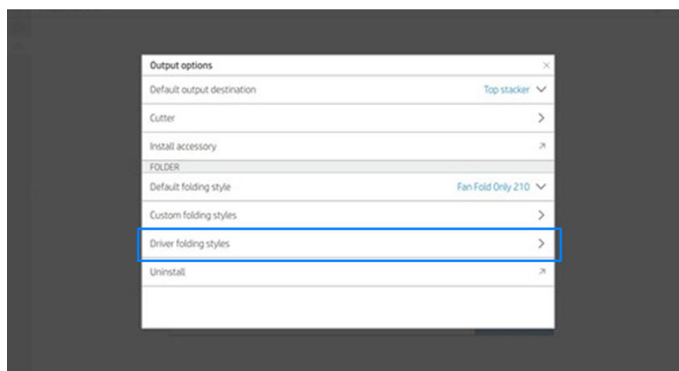 Output options
Default output destination Top stacker
Cutter
Install accessory
FOLDER
Default folding style Fan Fold Only 210
Custom folding styles
Driver folding styles
Uninstall